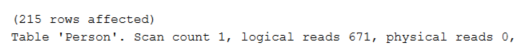 (215 rows affected)
Table 'Person'. Scan count 1, logical reads 671, physical reads 0,